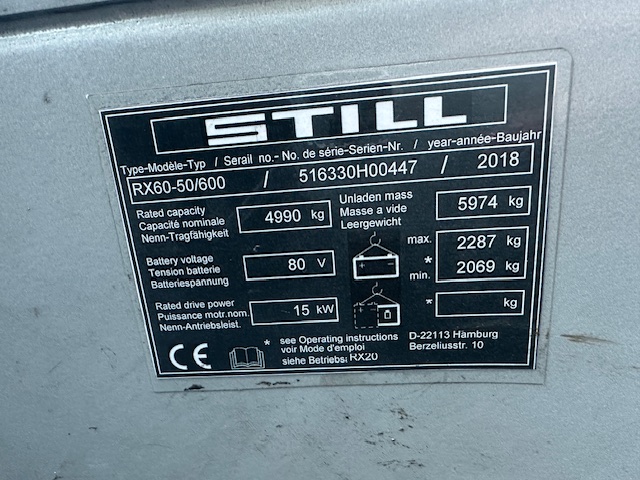 STILL
Type-Modèle-Typ / Serail no.-No. de série-Serien-Nr. / year-année-Baujahr
RX60-50/600 / 516330H00447 / 2018
Rated capacity
Capacité nominale
Nenn-Tragfähigkeit
4990 kg
Unladen mass
Masse a vide
Leergewicht
5974 kg
Battery voltage
Tension batterie
Batteriespannung
80 V
max. 2287 kg
*
min. 2069 kg
Rated drive power
Puissance motr.nom.
Nenn-Antriebsleist.
15 kW
* kg
* see Operating instructions
voir Mode d'emploi
siehe Betriebsi RX20
D-22113 Hamburg
Berzeliusstr. 10
CE